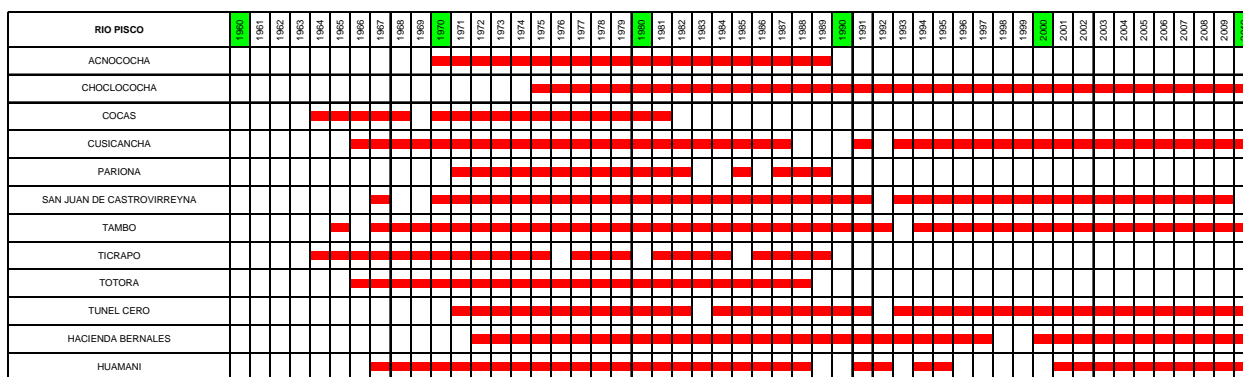 RIO PISCO 1960 1961 1962 1963 1964 1965 1966 1967 1968 1969 1970 1971 1972 1973 1974 1975 1976 1977 1978 1979 1980 1981 1982 1983 1984 1985 1986 1987 1988 1989 1990 1991 1992 1993 1994 1995 1996 1997 1998 1999 2000 2001 2002 2003 2004 2005 2006 2007 2008 2009
ACNOCOCHA
CHOCLOCOCHA
COCAS
CUSICANCHA
PARIONA
SAN JUAN DE CASTROVIRREYNA
TAMBO
TICRAPO
TOTORA
TUNEL CERO
HACIENDA BERNALES
HUAMANI